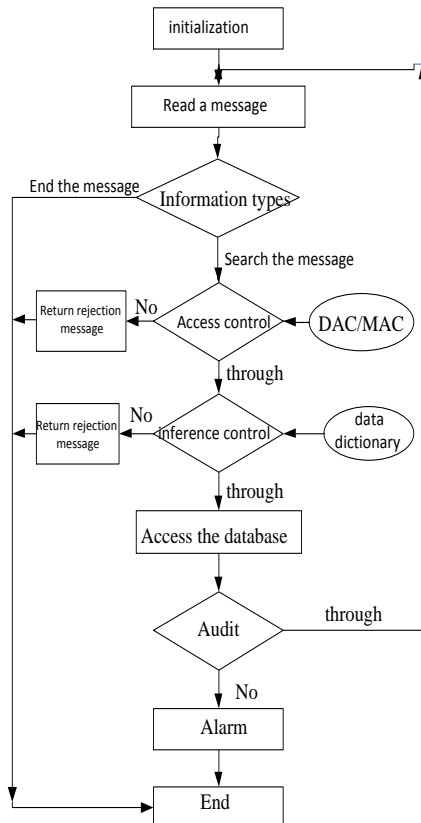 initialization
Read a message
End the message
Information types
Search the message
Return rejection
message
No
Access control
DAC/MAC
through
Return rejection
message
No
inference control
data
dictionary
through
Access the database
through
Audit
No
Alarm
End